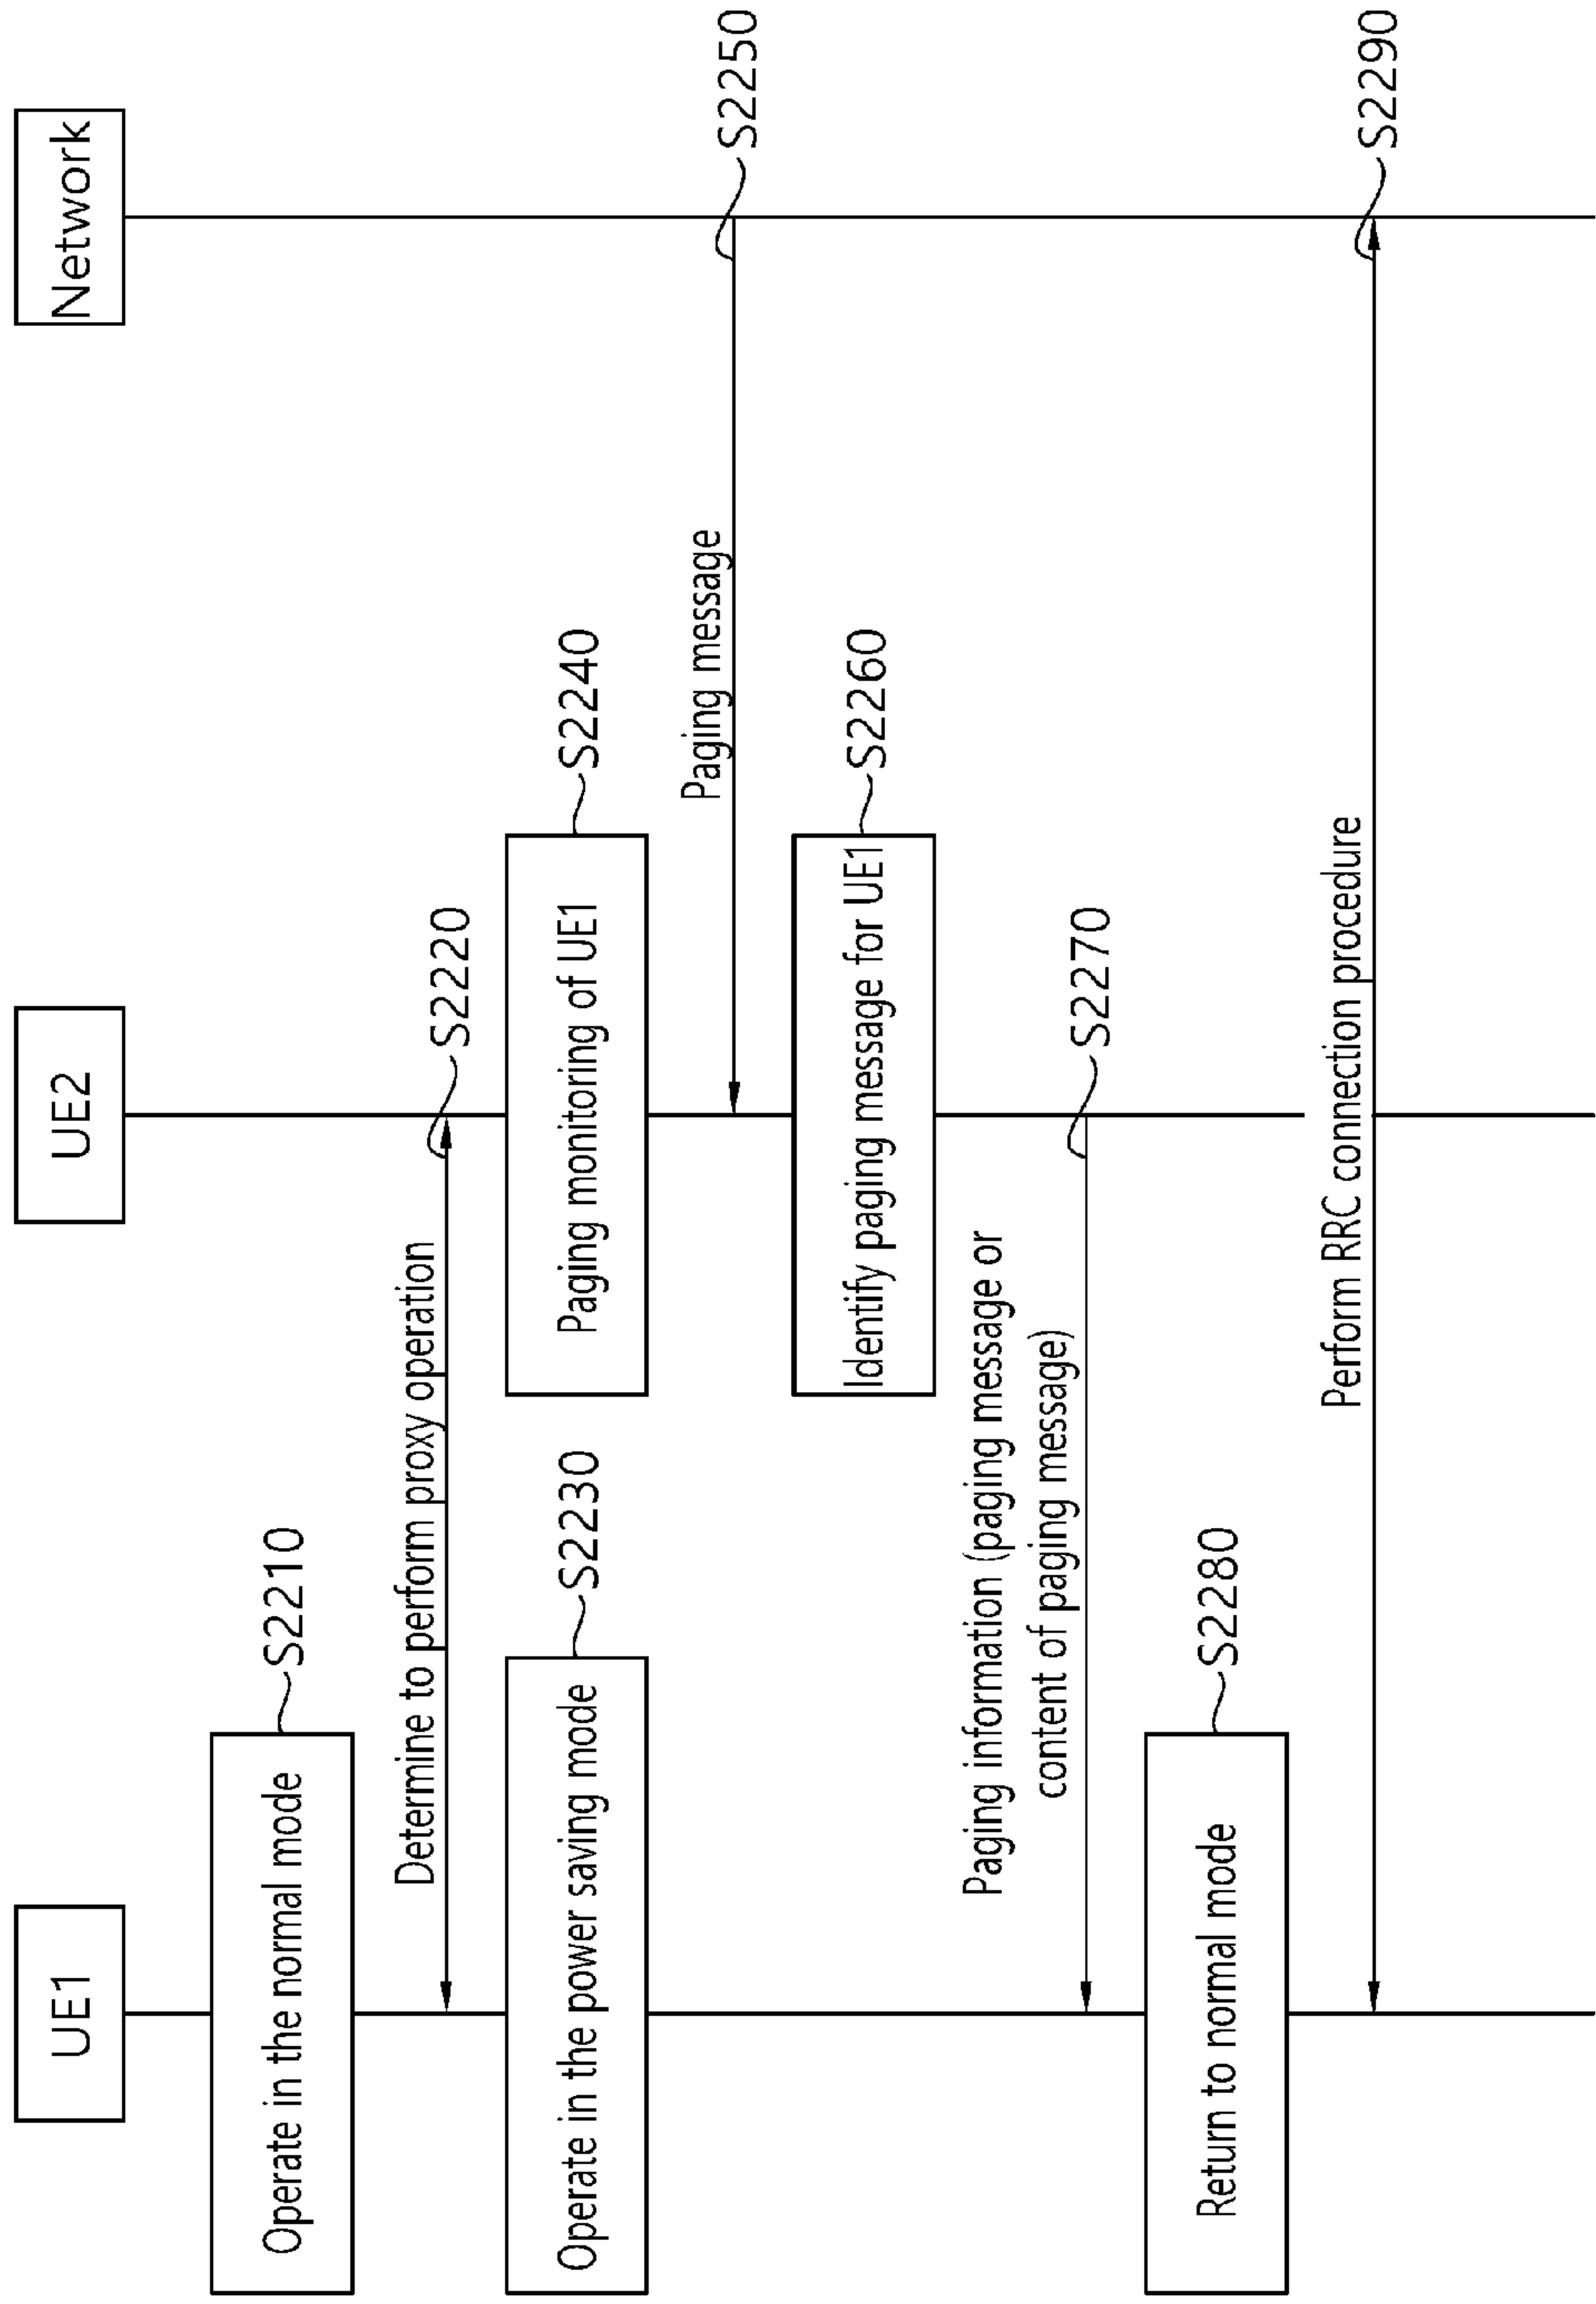 UE1
UE2
Network
Operate in the normal mode
S2210
Determine to perform proxy operation
S2220
Operate in the power saving mode
S2230
Paging monitoring of UE1
S2240
Paging message
S2250
Identify paging message for UE1
S2260
Paging information (paging message or
content of paging message)
S2270
Return to normal mode
S2280
Perform RRC connection procedure
S2290